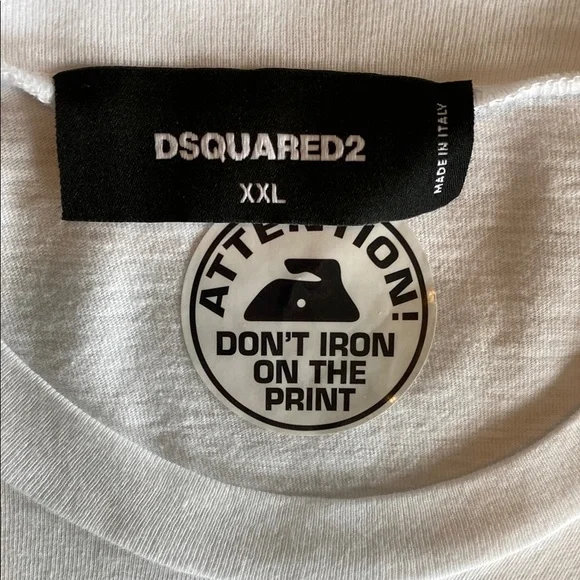 DSQUARED2
XXL
MADE IN ITALY
ATTENTION!
DON'T IRON
ON THE
PRINT